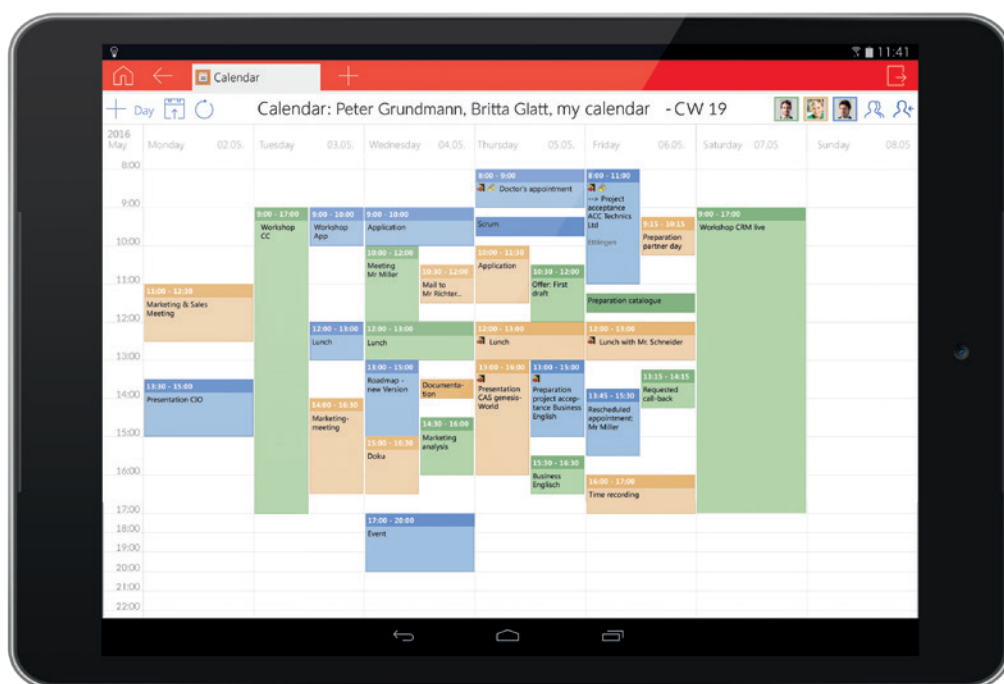 11:41
Calendar
Day
Calendar: Peter Grundmann, Britta Glatt, my calendar - CW 19
2016
May
Monday 02.05.
Tuesday 03.05.
Wednesday 04.05.
Thursday 05.05.
Friday 06.05.
Saturday 07.05
Sunday 08.05
8:00
9:00
10:00
11:00
12:00
13:00
14:00
15:00
16:00
17:00
18:00
19:00
20:00
21:00
22:00
11:00 - 12:30
Marketing & Sales
Meeting
13:30 - 15:00
Presentation CIO
9:00 - 17:00
Workshop
CC
9:00 - 10:00
Workshop
App
12:00 - 13:00
Lunch
14:00 - 16:30
Marketing-
meeting
9:00 - 10:00
Application
10:00 - 12:00
Meeting
Mr Miller
10:30 - 12:00
Mail to
Mr Richter...
12:00 - 13:00
Lunch
13:00 - 15:00
Roadmap -
new Version
Documenta-
tion
14:30 - 16:00
Marketing
analysis
15:00 - 16:30
Doku
17:00 - 20:00
Event
8:00 - 9:00
Doctor's appointment
Scrum
10:00 - 11:30
Application
10:30 - 12:00
Offer: First
draft
12:00 - 13:00
Lunch
13:00 - 16:00
Presentation
CAS genesis-
World
13:00 - 15:00
Preparation
project accep-
tance Business
English
15:30 - 16:30
Business
Englisch
8:00 - 11:00
--> Project
acceptance
ACC Technics
Ltd
Ettlingen
9:15 - 10:15
Preparation
partner day
Preparation catalogue
12:00 - 13:00
Lunch with Mr. Schneider
13:15 - 14:15
Requested
call-back
13:45 - 15:30
Rescheduled
appointment:
Mr Miller
16:00 - 17:00
Time recording
9:00 - 17:00
Workshop CRM live